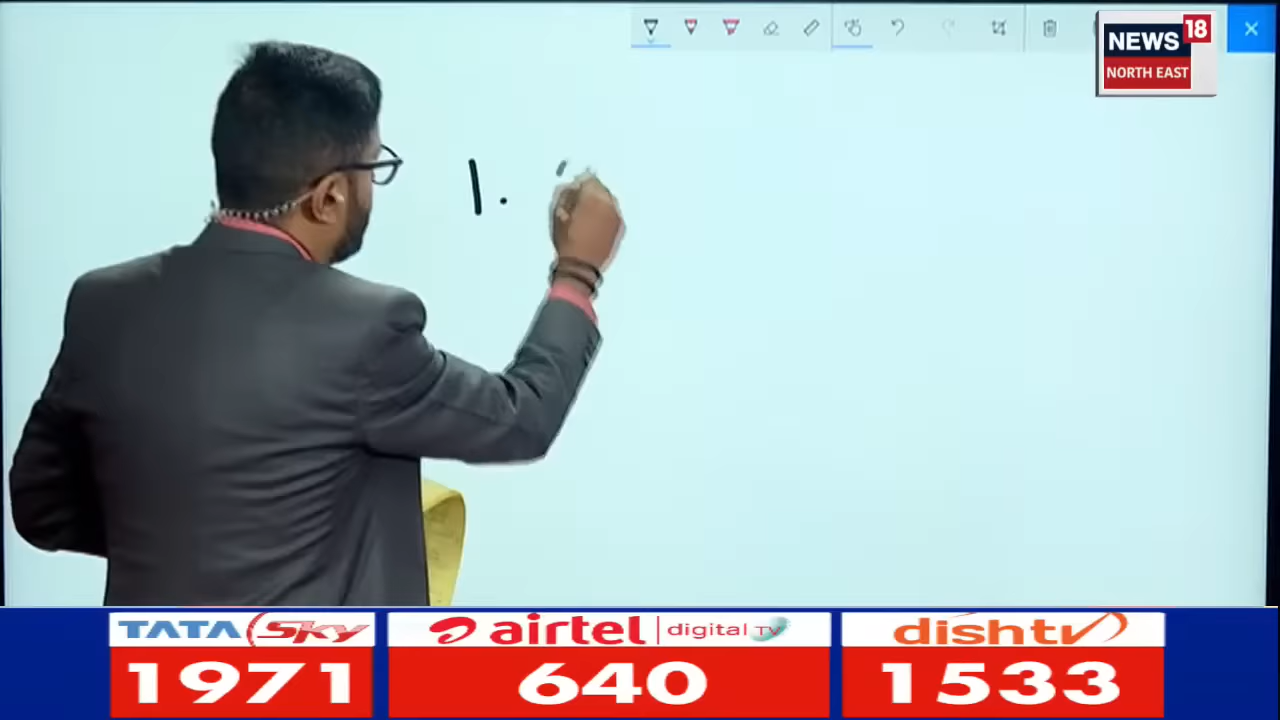 NEWS 18
NORTH EAST
1.
TATA Sky
1971
airtel digital TV
640
dishtv
1533